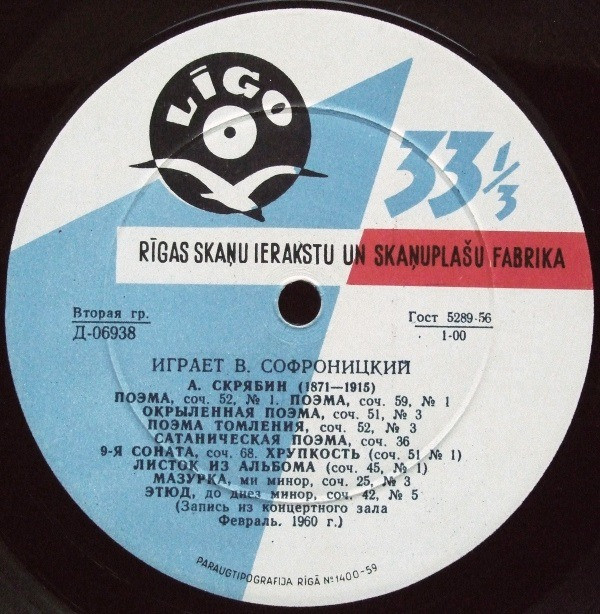 LĪGO
33 1/3
RĪGAS SKAŅU IERAKSTU UN SKAŅUPLAŠU FABRIKA
Вторая гр.
Д-06938
Гост 5289-56
1-00
ИГРАЕТ В. СОФРОНИЦКИЙ
А. СКРЯБИН (1871—1915)
ПОЭМА, соч. 52, № 1. ПОЭМА, соч. 59, № 1
ОКРЫЛЕННАЯ ПОЭМА, соч. 51, № 3
ПОЭМА ТОМЛЕНИЯ, соч. 52, № 3
САТАНИЧЕСКАЯ ПОЭМА, соч. 36
9-Я СОНАТА, соч. 68. ХРУПКОСТЬ (соч. 51 № 1)
ЛИСТОК ИЗ АЛЬБОМА (соч. 45, № 1)
МАЗУРКА, ми минор, соч. 25, № 3
ЭТЮД, до диез минор, соч. 42, № 5
(Запись из концертного зала
Февраль. 1960 г.)
PARAUGTIPOGRAFIJA RĪGĀ Nº1400-59